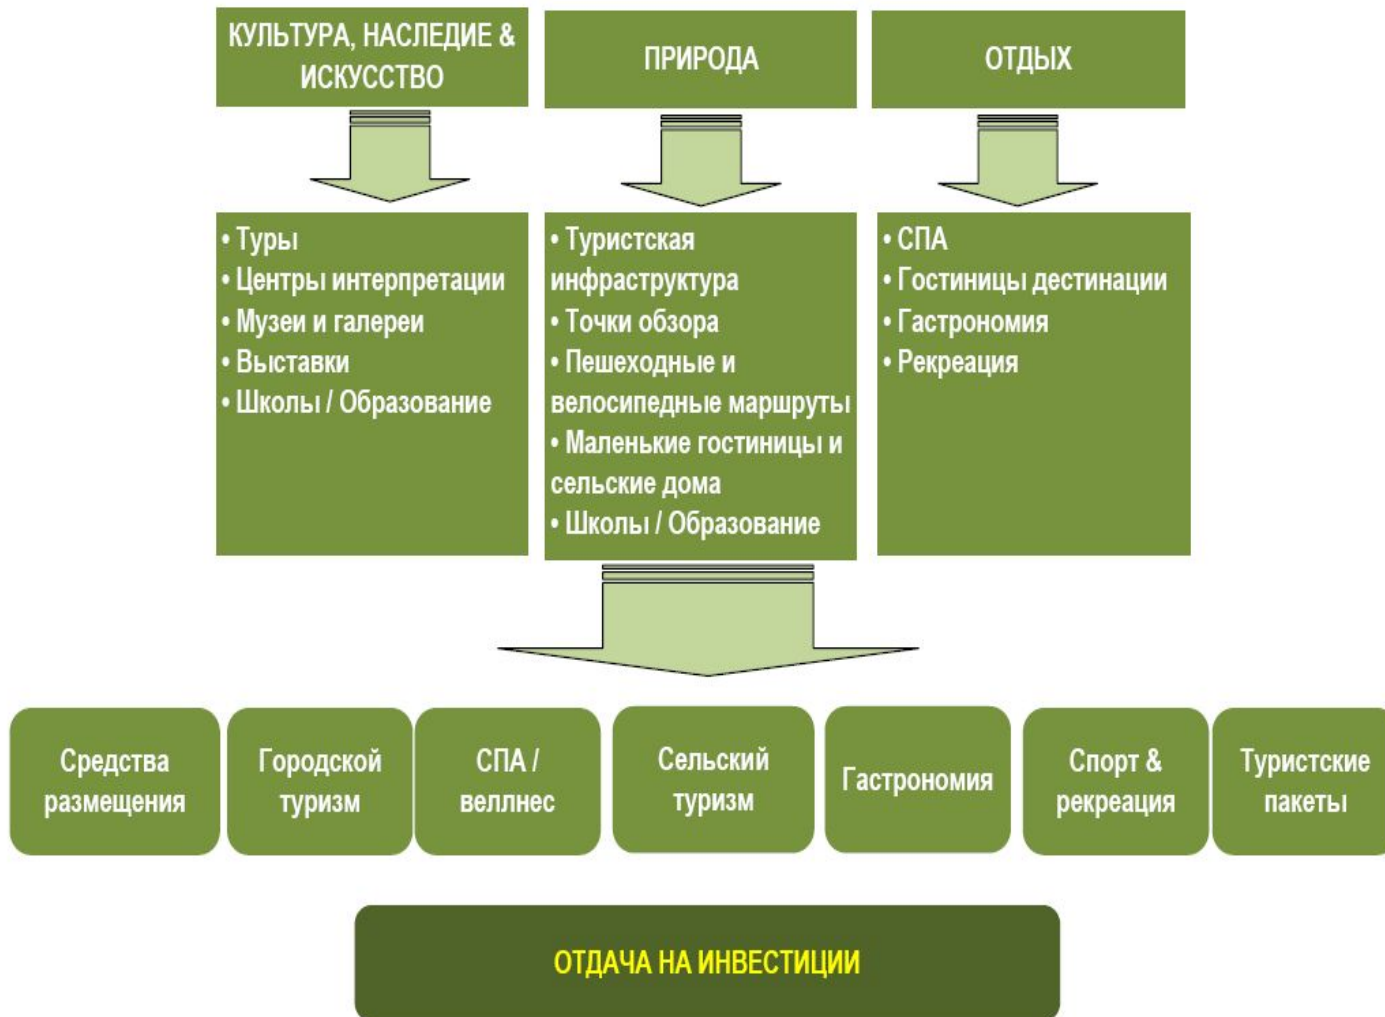 КУЛЬТУРА, НАСЛЕДИЕ &
ИСКУССТВО
ПРИРОДА
ОТДЫХ
• Туры
• Центры интерпретации
• Музеи и галереи
• Выставки
• Школы / Образование
• Туристская
инфраструктура
• Точки обзора
• Пешеходные и
велосипедные маршруты
• Маленькие гостиницы и
сельские дома
• Школы / Образование
• СПА
• Гостиницы дестинации
• Гастрономия
• Рекреация
Средства
размещения
Городской
туризм
СПА /
веллнес
Сельский
туризм
Гастрономия
Спорт &
рекреация
Туристские
пакеты
ОТДАЧА НА ИНВЕСТИЦИИ